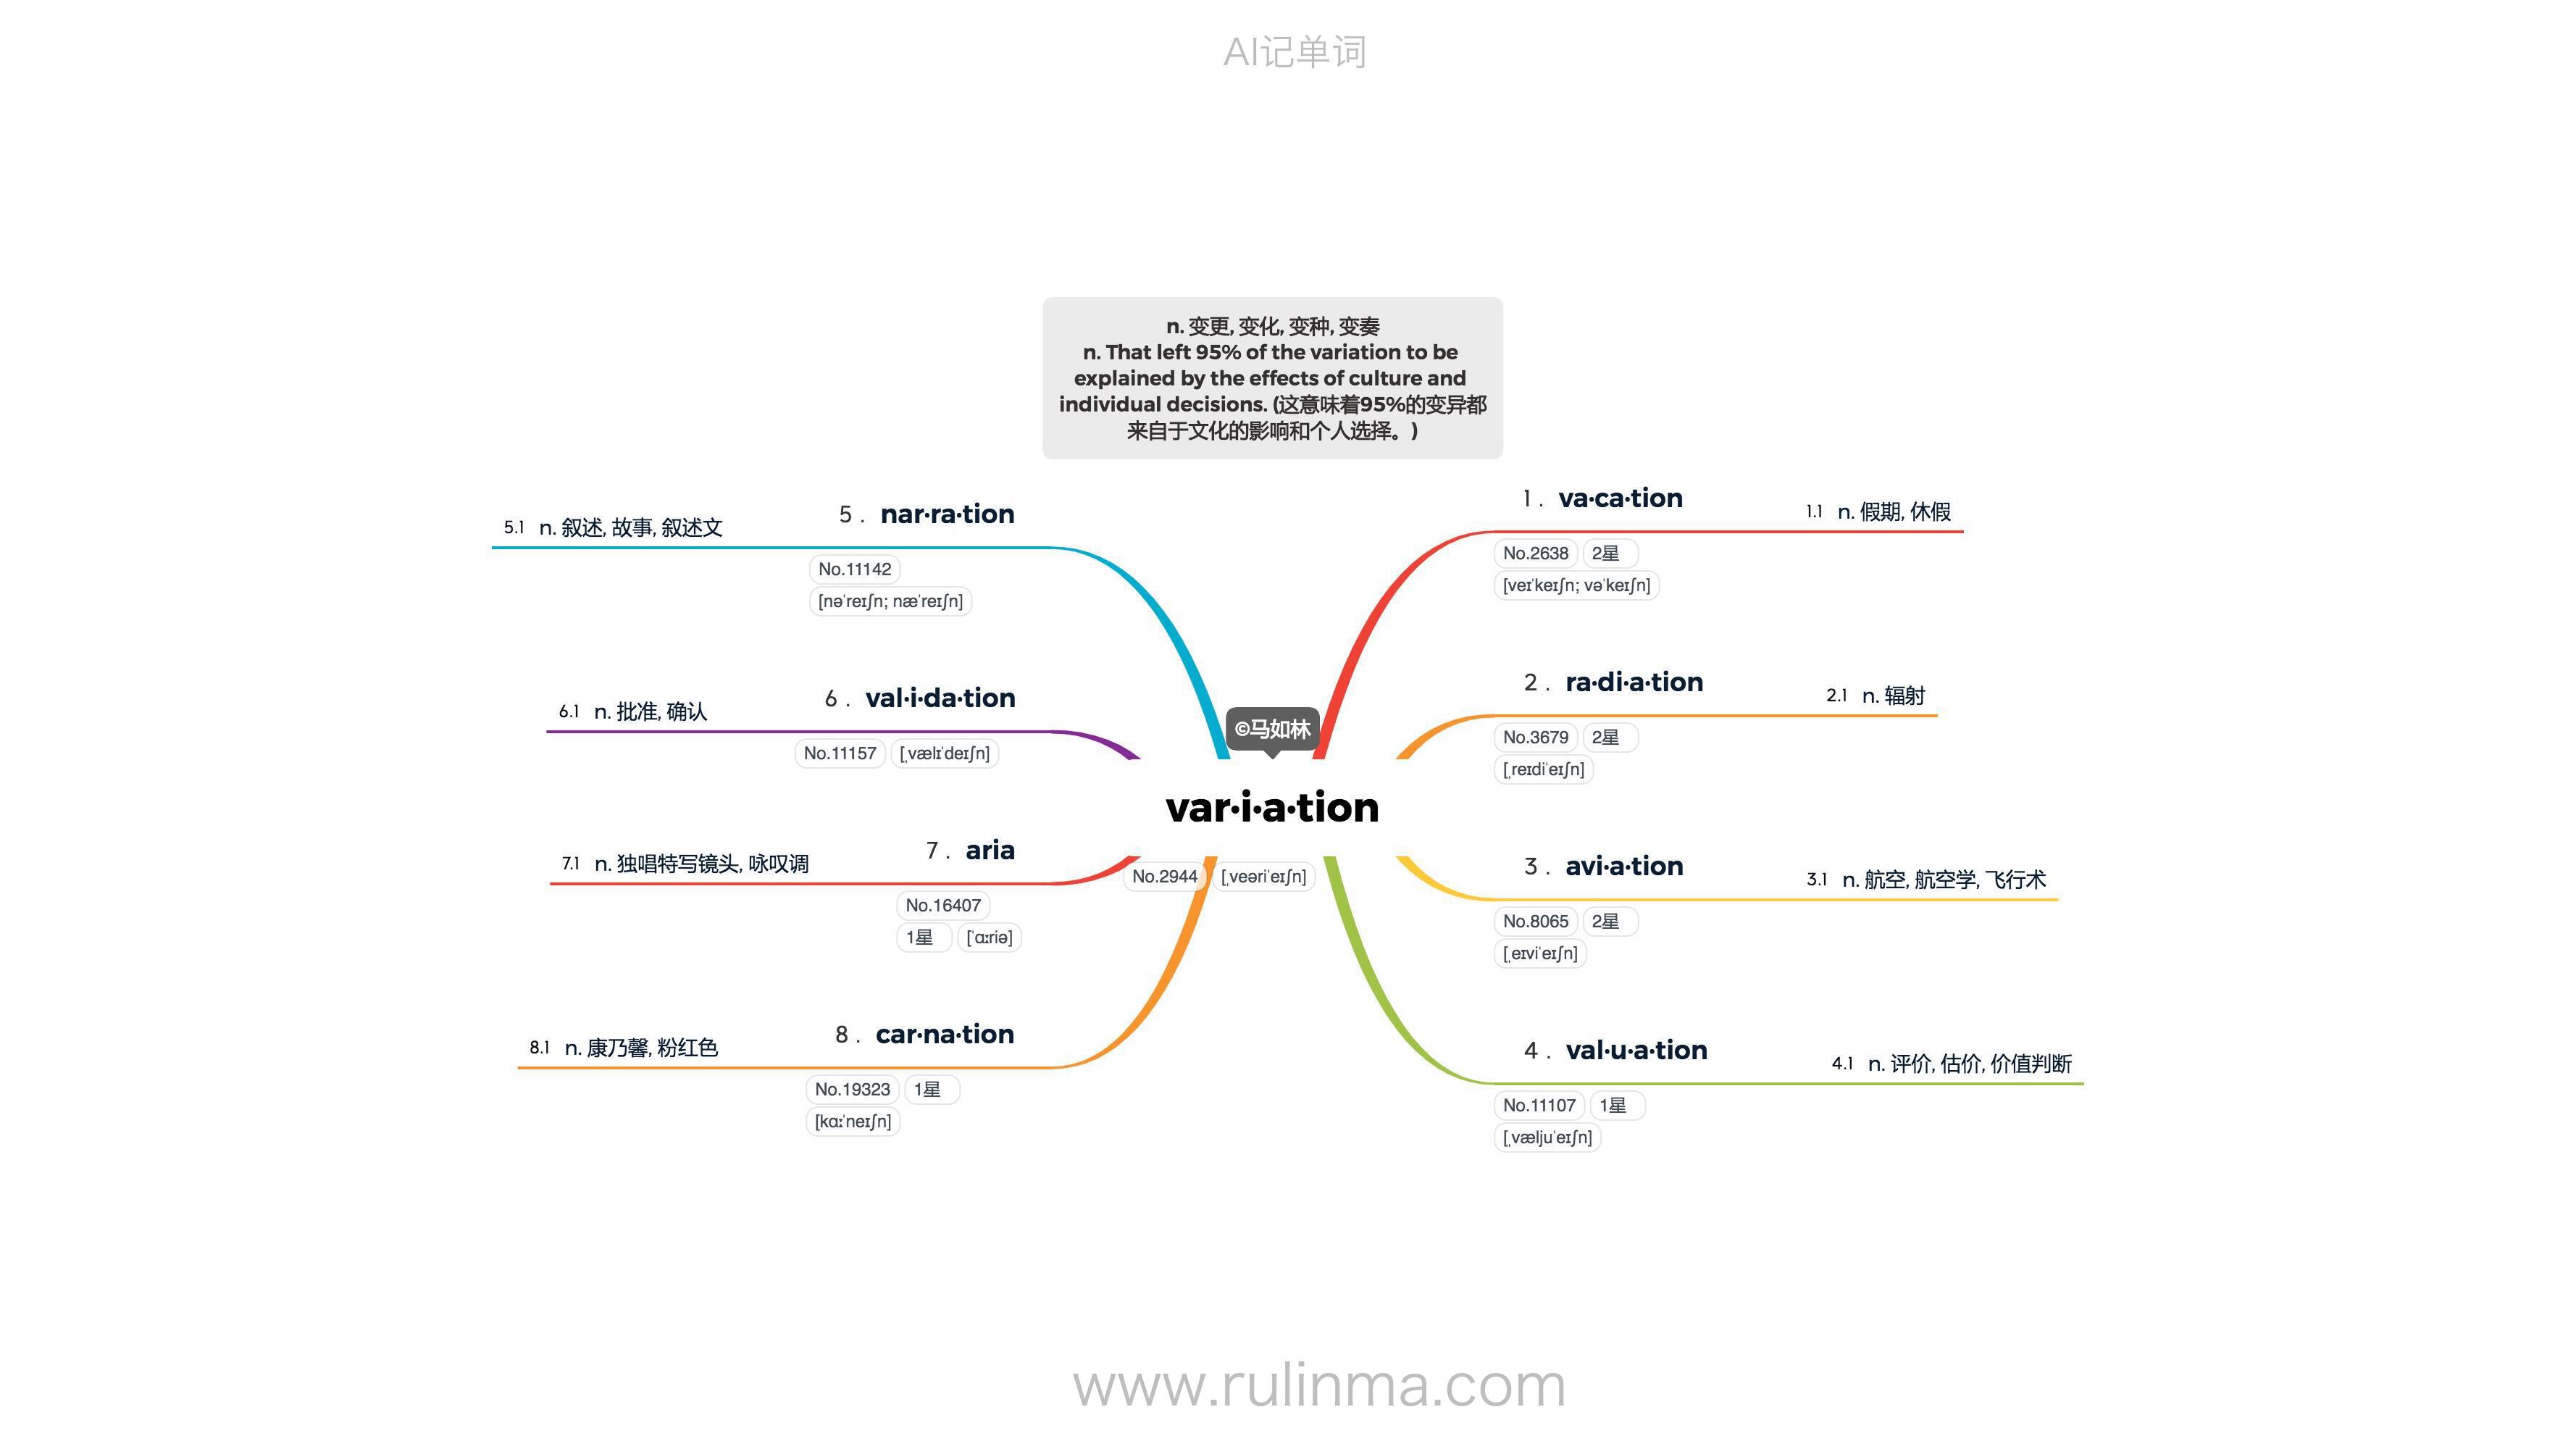 AI记单词
n. 变更, 变化, 变种, 变奏
n. That left 95% of the variation to be
explained by the effects of culture and
individual decisions. (这意味着95%的变异都
来自于文化的影响和个人选择。)
©马如林
var·i·a·tion
No.2944 [ˌveəriˈeɪʃn]
1. va·ca·tion
1.1 n. 假期, 休假
No.2638 2星
[veɪˈkeɪʃn; vəˈkeɪʃn]
2. ra·di·a·tion
2.1 n. 辐射
No.3679 2星
[ˌreɪdiˈeɪʃn]
3. avi·a·tion
3.1 n. 航空, 航空学, 飞行术
No.8065 2星
[ˌeɪviˈeɪʃn]
4. val·u·a·tion
4.1 n. 评价, 估价, 价值判断
No.11107 1星
[ˌvæljuˈeɪʃn]
5. nar·ra·tion
5.1 n. 叙述, 故事, 叙述文
No.11142
[nəˈreɪʃn; næˈreɪʃn]
6. val·i·da·tion
6.1 n. 批准, 确认
No.11157 [ˌvælɪˈdeɪʃn]
7. aria
7.1 n. 独唱特写镜头, 咏叹调
No.16407
1星 [ˈɑːriə]
8. car·na·tion
8.1 n. 康乃馨, 粉红色
No.19323 1星
[kɑːˈneɪʃn]
www.rulinma.com